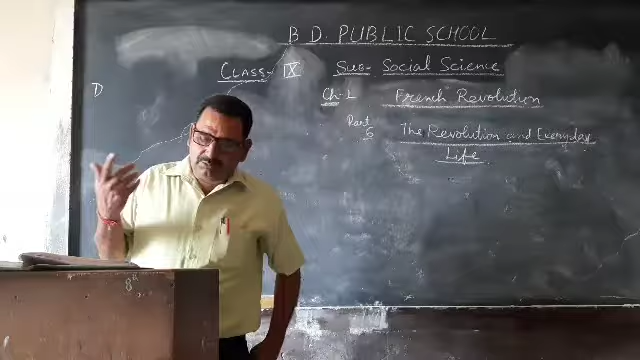 B D. PUBLIC SCHOOL
CLASS- IX Sub- Social Science
Ch- 1 French Revolution
Part 5 The Revolution and Everyday
Life
D